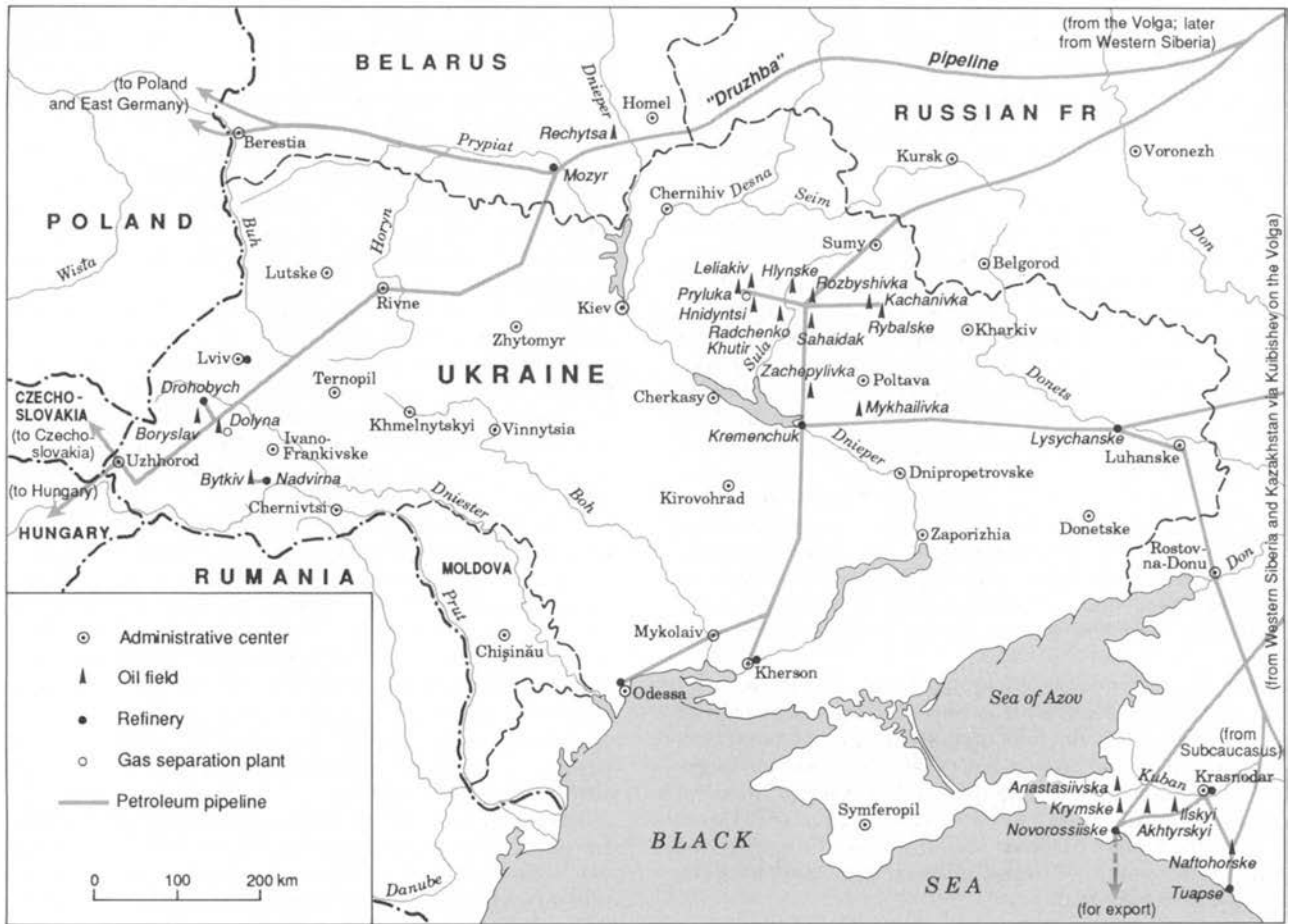 (from the Volga; later
from Western Siberia)
BELARUS
Dnieper
"Druzhba"
pipeline
(to Poland
and East Germany)
Homel
RUSSIAN FR
Rechytsa
Berestia
Prypiat
Mozyr
Kursk
Voronezh
Chernihiv
Desna
Seim
POLAND
Buh
Horyn
Don
Wisła
Sumy
Lutske
Leliakiv
Hlynske
Rozbyshivka
Belgorod
Rivne
Pryluka
Kachanivka
Kiev
Hnidyntsi
Rybalske
Radchenko
Khutir
Sahaidak
Kharkiv
Zhytomyr
Sula
Lviv
UKRAINE
Zachepylivka
Poltava
Donets
Drohobych
Ternopil
Cherkasy
Mykhailivka
CZECHO-
SLOVAKIA
(to Czecho-
slovakia)
Boryslav
Dolyna
Khmelnytskyi
Vinnytsia
Kremenchuk
Lysychanske
Luhanske
Ivano-
Frankivske
Dnieper
Uzhhorod
Bytkiv
Nadvirna
Dnipropetrovske
(to Hungary)
Dniester
Boh
Kirovohrad
HUNGARY
Chernivtsi
Donetske
Zaporizhia
Rostov-
na-Donu
Don
RUMANIA
MOLDOVA
Prut
(from Western Siberia and Kazakhstan via Kuibishev on the Volga)
Administrative center
Mykolaiv
Chişinău
Kherson
Oil field
Odessa
Sea of Azov
Refinery
(from
Subcaucasus)
Gas separation plant
Kuban
Krasnodar
Anastasiivska
Petroleum pipeline
Krymske
Ilskyi
Symferopil
Novorossiiske
Akhtyrskyi
BLACK
SEA
Naftohorske
0 100 200 km
Danube
Tuapse
(for export)